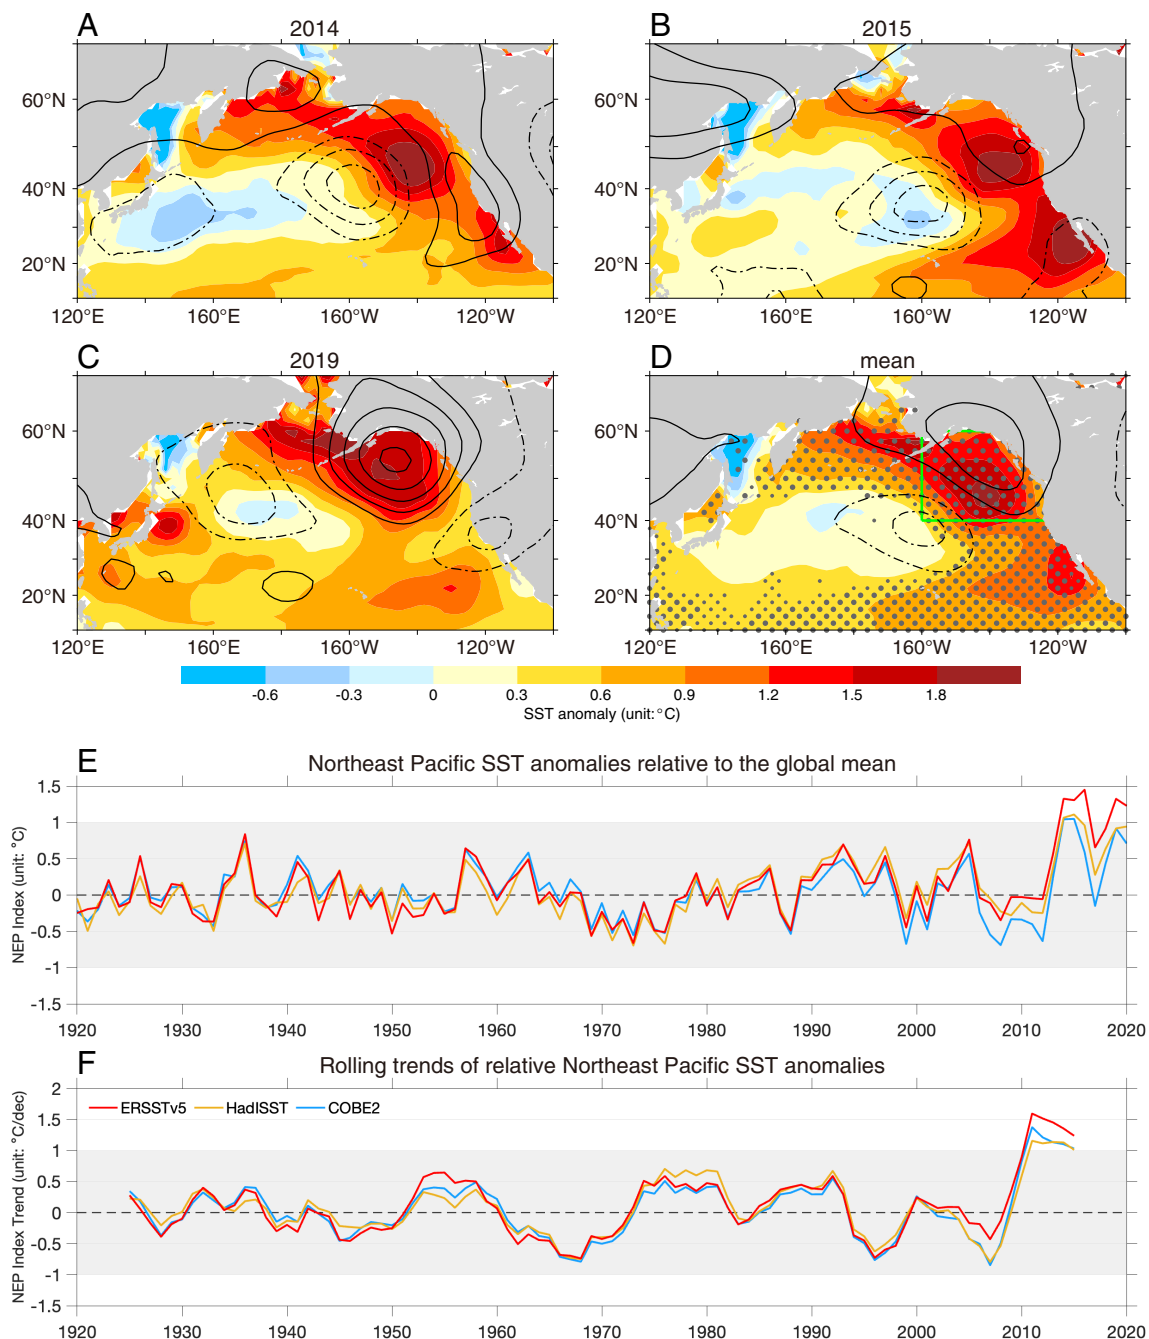 A 2014
B 2015
60°N
40°N
20°N
120°E 160°E 160°W 120°W
60°N
40°N
20°N
120°E 160°E 160°W 120°W
C 2019
D mean
60°N
40°N
20°N
120°E 160°E 160°W 120°W
60°N
40°N
20°N
120°E 160°E 160°W 120°W
-0.6 -0.3 0 0.3 0.6 0.9 1.2 1.5 1.8
SST anomaly (unit:°C)
E Northeast Pacific SST anomalies relative to the global mean
NEP Index (unit: °C)
1.5
1
0.5
0
-0.5
-1
-1.5
1920 1930 1940 1950 1960 1970 1980 1990 2000 2010 2020
F Rolling trends of relative Northeast Pacific SST anomalies
NEP Index Trend (unit: °C/dec)
2
1.5
1
0.5
0
-0.5
-1
-1.5
ERSSTv5 HadISST COBE2
1920 1930 1940 1950 1960 1970 1980 1990 2000 2010 2020